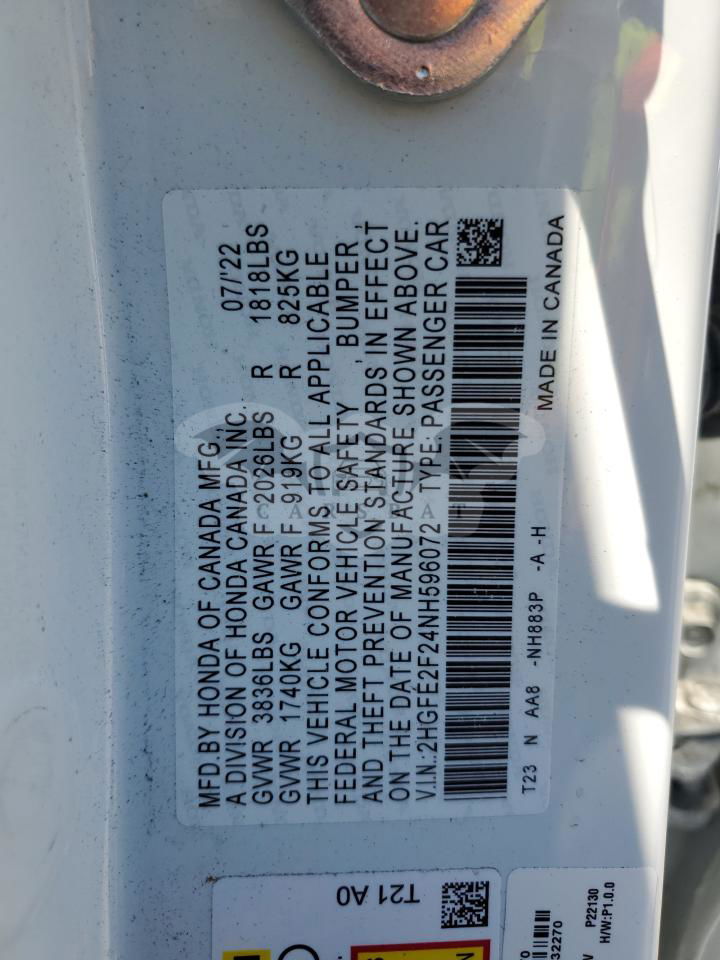 MFD.BY HONDA OF CANADA MFG., 07/'22
A DIVISION OF HONDA CANADA INC.
GVWR 3836LBS GAWR F 2026LBS R 1818LBS
GVWR 1740KG GAWR F 919KG R 825KG
THIS VEHICLE CONFORMS TO ALL APPLICABLE
FEDERAL MOTOR VEHICLE SAFETY , BUMPER ,
AND THEFT PREVENTION STANDARDS IN EFFECT
ON THE DATE OF MANUFACTURE SHOWN ABOVE.
V.I.N.:2HGFE2F24NH596072 TYPE: PASSENGER CAR
T23 N AA8 -NH883P -A -H
MADE IN CANADA
CARSBAT
T21 A0
32270
P22130
H/W:P1.0.0